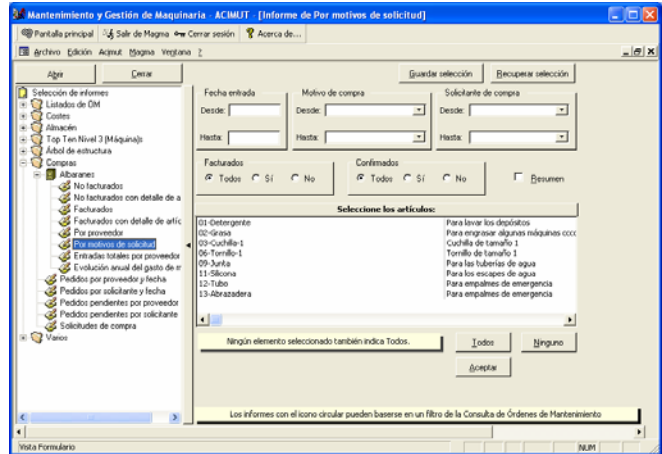 Mantenimiento y Gestión de Maquinaria - ACIMUT - [Informe de Por motivos de solicitud]
Pantalla principal Salir de Magma Cerrar sesión Acerca de...
Archivo Edición Acimut Magma Ventana ?
Abrir Cerrar Guardar selección Recuperar selección
Selección de informes
Listados de OM
Costes
Almacén
Top Ten Nivel 3 (Máquina)s
Árbol de estructura
Compras
Albaranes
No facturados
No facturados con detalle de a
Facturados
Facturados con detalle de artíc
Por proveedor
Por motivos de solicitud
Entradas totales por proveedor
Evolución anual del gasto de m
Pedidos por proveedor y fecha
Pedidos por solicitante y fecha
Pedidos pendientes por proveedor
Pedidos pendientes por solicitante
Solicitudes de compra
Varios
Fecha entrada Motivo de compra Solicitante de compra
Desde: Desde: Desde:
Hasta: Hasta: Hasta:
Facturados Confirmados
Todos Sí No Todos Sí No Resumen
Seleccione los artículos:
01-Detergente Para lavar los depósitos
02-Grasa Para engrasar algunas máquinas cccc
03-Cuchilla-1 Cuchilla de tamaño 1
06-Tornillo-1 Tornillo de tamaño 1
09-Junta Para las tuberías de agua
11-Silicona Para los escapes de agua
12-Tubo Para empalmes de emergencia
13-Abrazadera Para empalmes de emergencia
Ningún elemento seleccionado también indica Todos. Todos Ninguno
Aceptar
Los informes con el icono circular pueden baserse en un filtro de la Consulta de Órdenes de Mantenimiento
Vista Formulario NUM